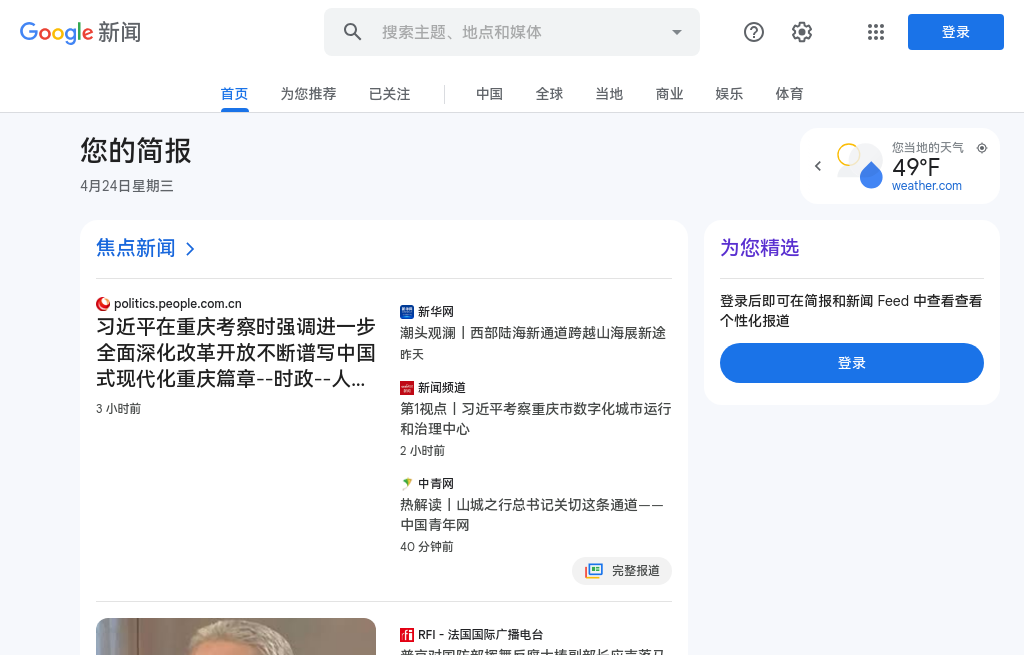 Google 新闻
搜索主题、地点和媒体
登录
首页
为您推荐
已关注
中国
全球
当地
商业
娱乐
体育
您的简报
4月24日星期三
您当地的天气
49°F
weather.com
焦点新闻
politics.people.com.cn
习近平在重庆考察时强调进一步
全面深化改革开放不断谱写中国
式现代化重庆篇章--时政--人...
3 小时前
新华网
潮头观澜丨西部陆海新通道跨越山海展新途
昨天
新闻频道
第1视点丨习近平考察重庆市数字化城市运行
和治理中心
2 小时前
中青网
热解读丨山城之行总书记关切这条通道——
中国青年网
40 分钟前
完整报道
RFI - 法国国际广播电台
为您精选
登录后即可在简报和新闻 Feed 中查看查看
个性化报道
登录